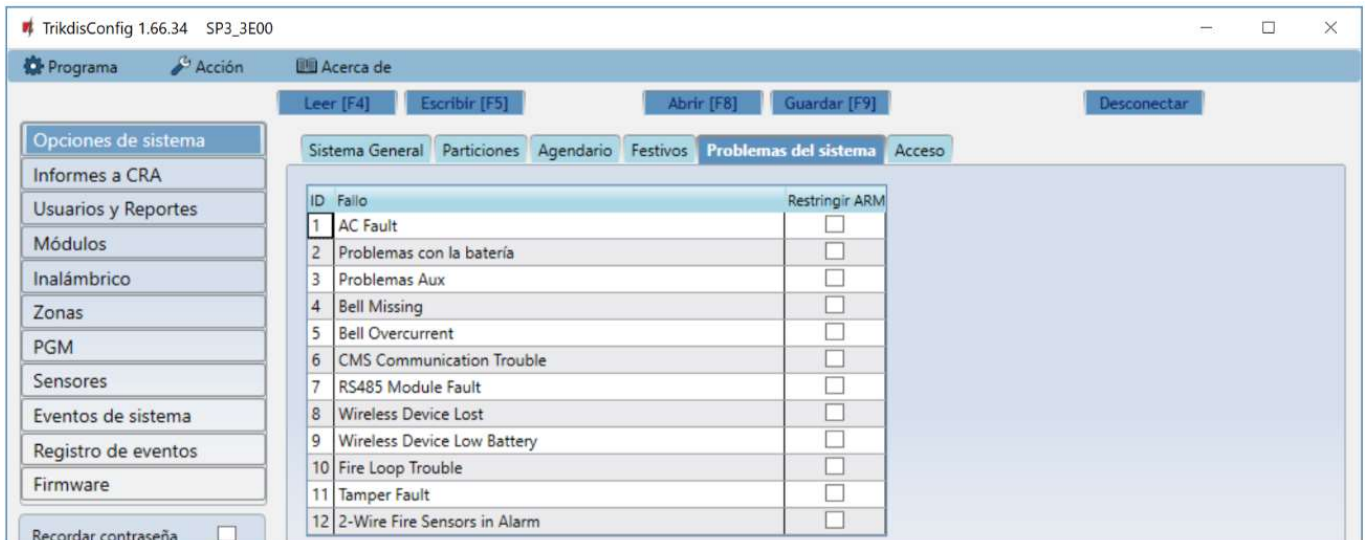 TrikdisConfig 1.66.34 SP3_3E00
Programa Acción Acerca de
Leer [F4] Escribir [F5] Abrir [F8] Guardar [F9] Desconectar
Opciones de sistema
Informes a CRA
Usuarios y Reportes
Módulos
Inalámbrico
Zonas
PGM
Sensores
Eventos de sistema
Registro de eventos
Firmware
Recordar contraseña
Sistema General Particiones Agendario Festivos Problemas del sistema Acceso
ID Fallo Restringir ARM
1 AC Fault
2 Problemas con la batería
3 Problemas Aux
4 Bell Missing
5 Bell Overcurrent
6 CMS Communication Trouble
7 RS485 Module Fault
8 Wireless Device Lost
9 Wireless Device Low Battery
10 Fire Loop Trouble
11 Tamper Fault
12 2-Wire Fire Sensors in Alarm